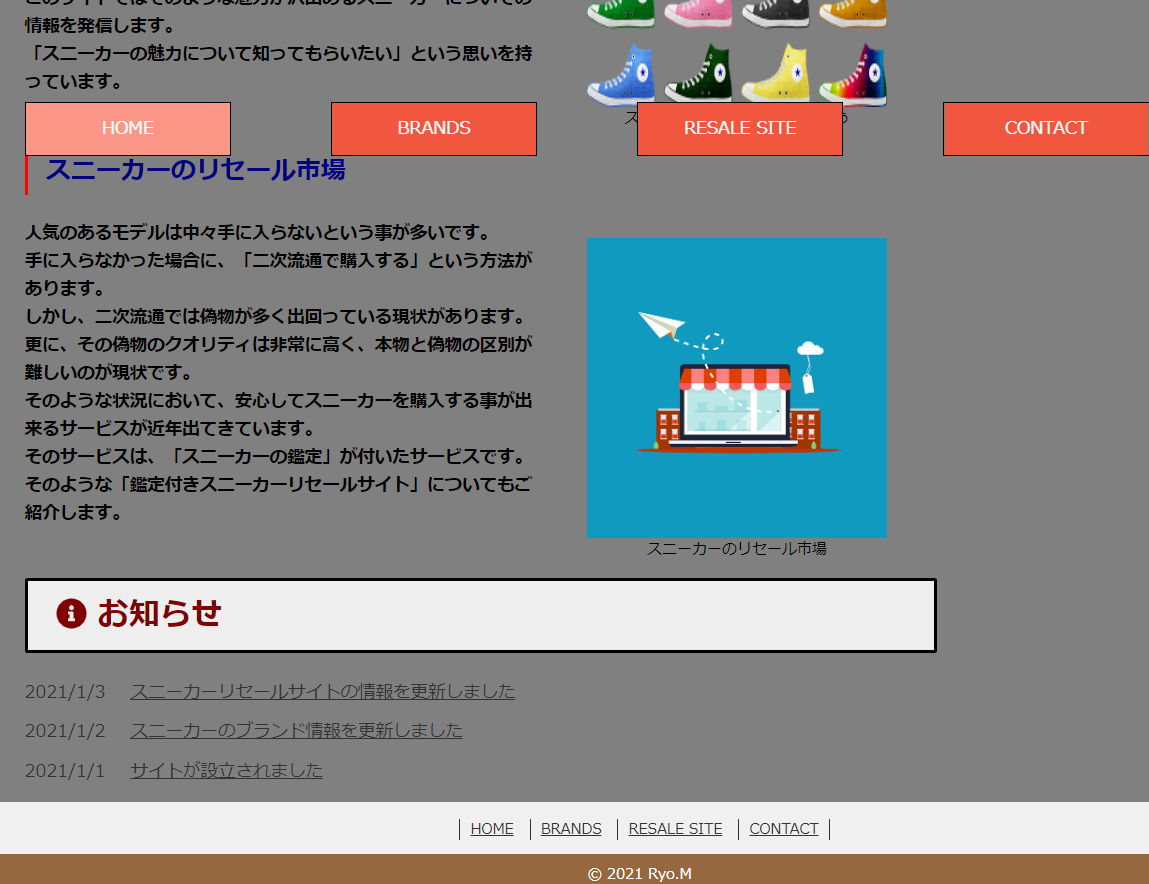 情報を発信します。
「スニーカーの魅力について知ってもらいたい」という思いを持
っています。
HOME
BRANDS
RESALE SITE
CONTACT
スニーカーのリセール市場
人気のあるモデルは中々手に入らないという事が多いです。
手に入らなかった場合に、「二次流通で購入する」という方法が
あります。
しかし、二次流通では偽物が多く出回っている現状があります。
更に、その偽物のクオリティは非常に高く、本物と偽物の区別が
難しいのが現状です。
そのような状況において、安心してスニーカーを購入する事が出
来るサービスが近年出てきています。
そのサービスは、「スニーカーの鑑定」が付いたサービスです。
そのような「鑑定付きスニーカーリセールサイト」についてもご
紹介します。
スニーカーのリセール市場
お知らせ
2021/1/3 スニーカーリセールサイトの情報を更新しました
2021/1/2 スニーカーのブランド情報を更新しました
2021/1/1 サイトが設立されました
HOME BRANDS RESALE SITE CONTACT
© 2021 Ryo.M